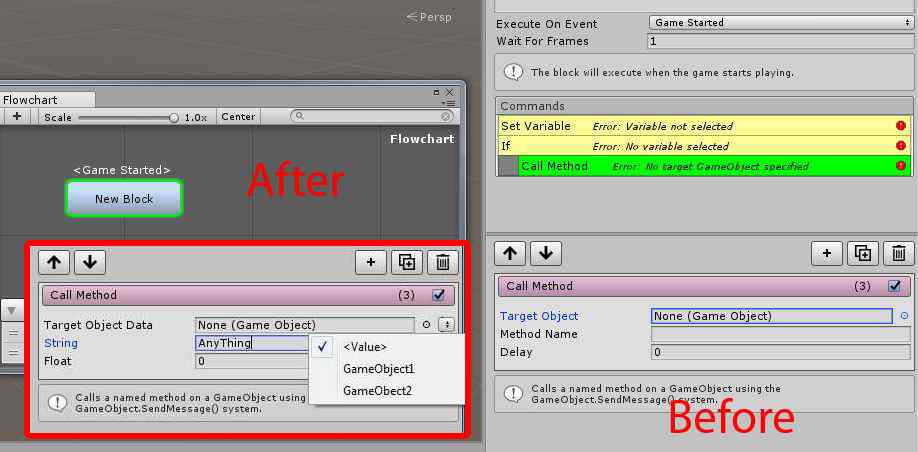 Persp
Flowchart
+ Scale 1.0x Center
Flowchart
<Game Started>
New Block
After
+
Call Method (3)
Target Object Data None (Game Object)
String AnyThing
Float 0
<Value>
GameObject1
GameObect2
Calls a named method on a GameObject using
GameObject.SendMessage() system.
Execute On Event Game Started
Wait For Frames 1
The block will execute when the game starts playing.
Commands
Set Variable Error: Variable not selected
If Error: No variable selected
Call Method Error: No target GameObject specified
+
Call Method (3)
Target Object None (Game Object)
Method Name
Delay 0
Calls a named method on a GameObject using the
GameObject.SendMessage() system.
Before